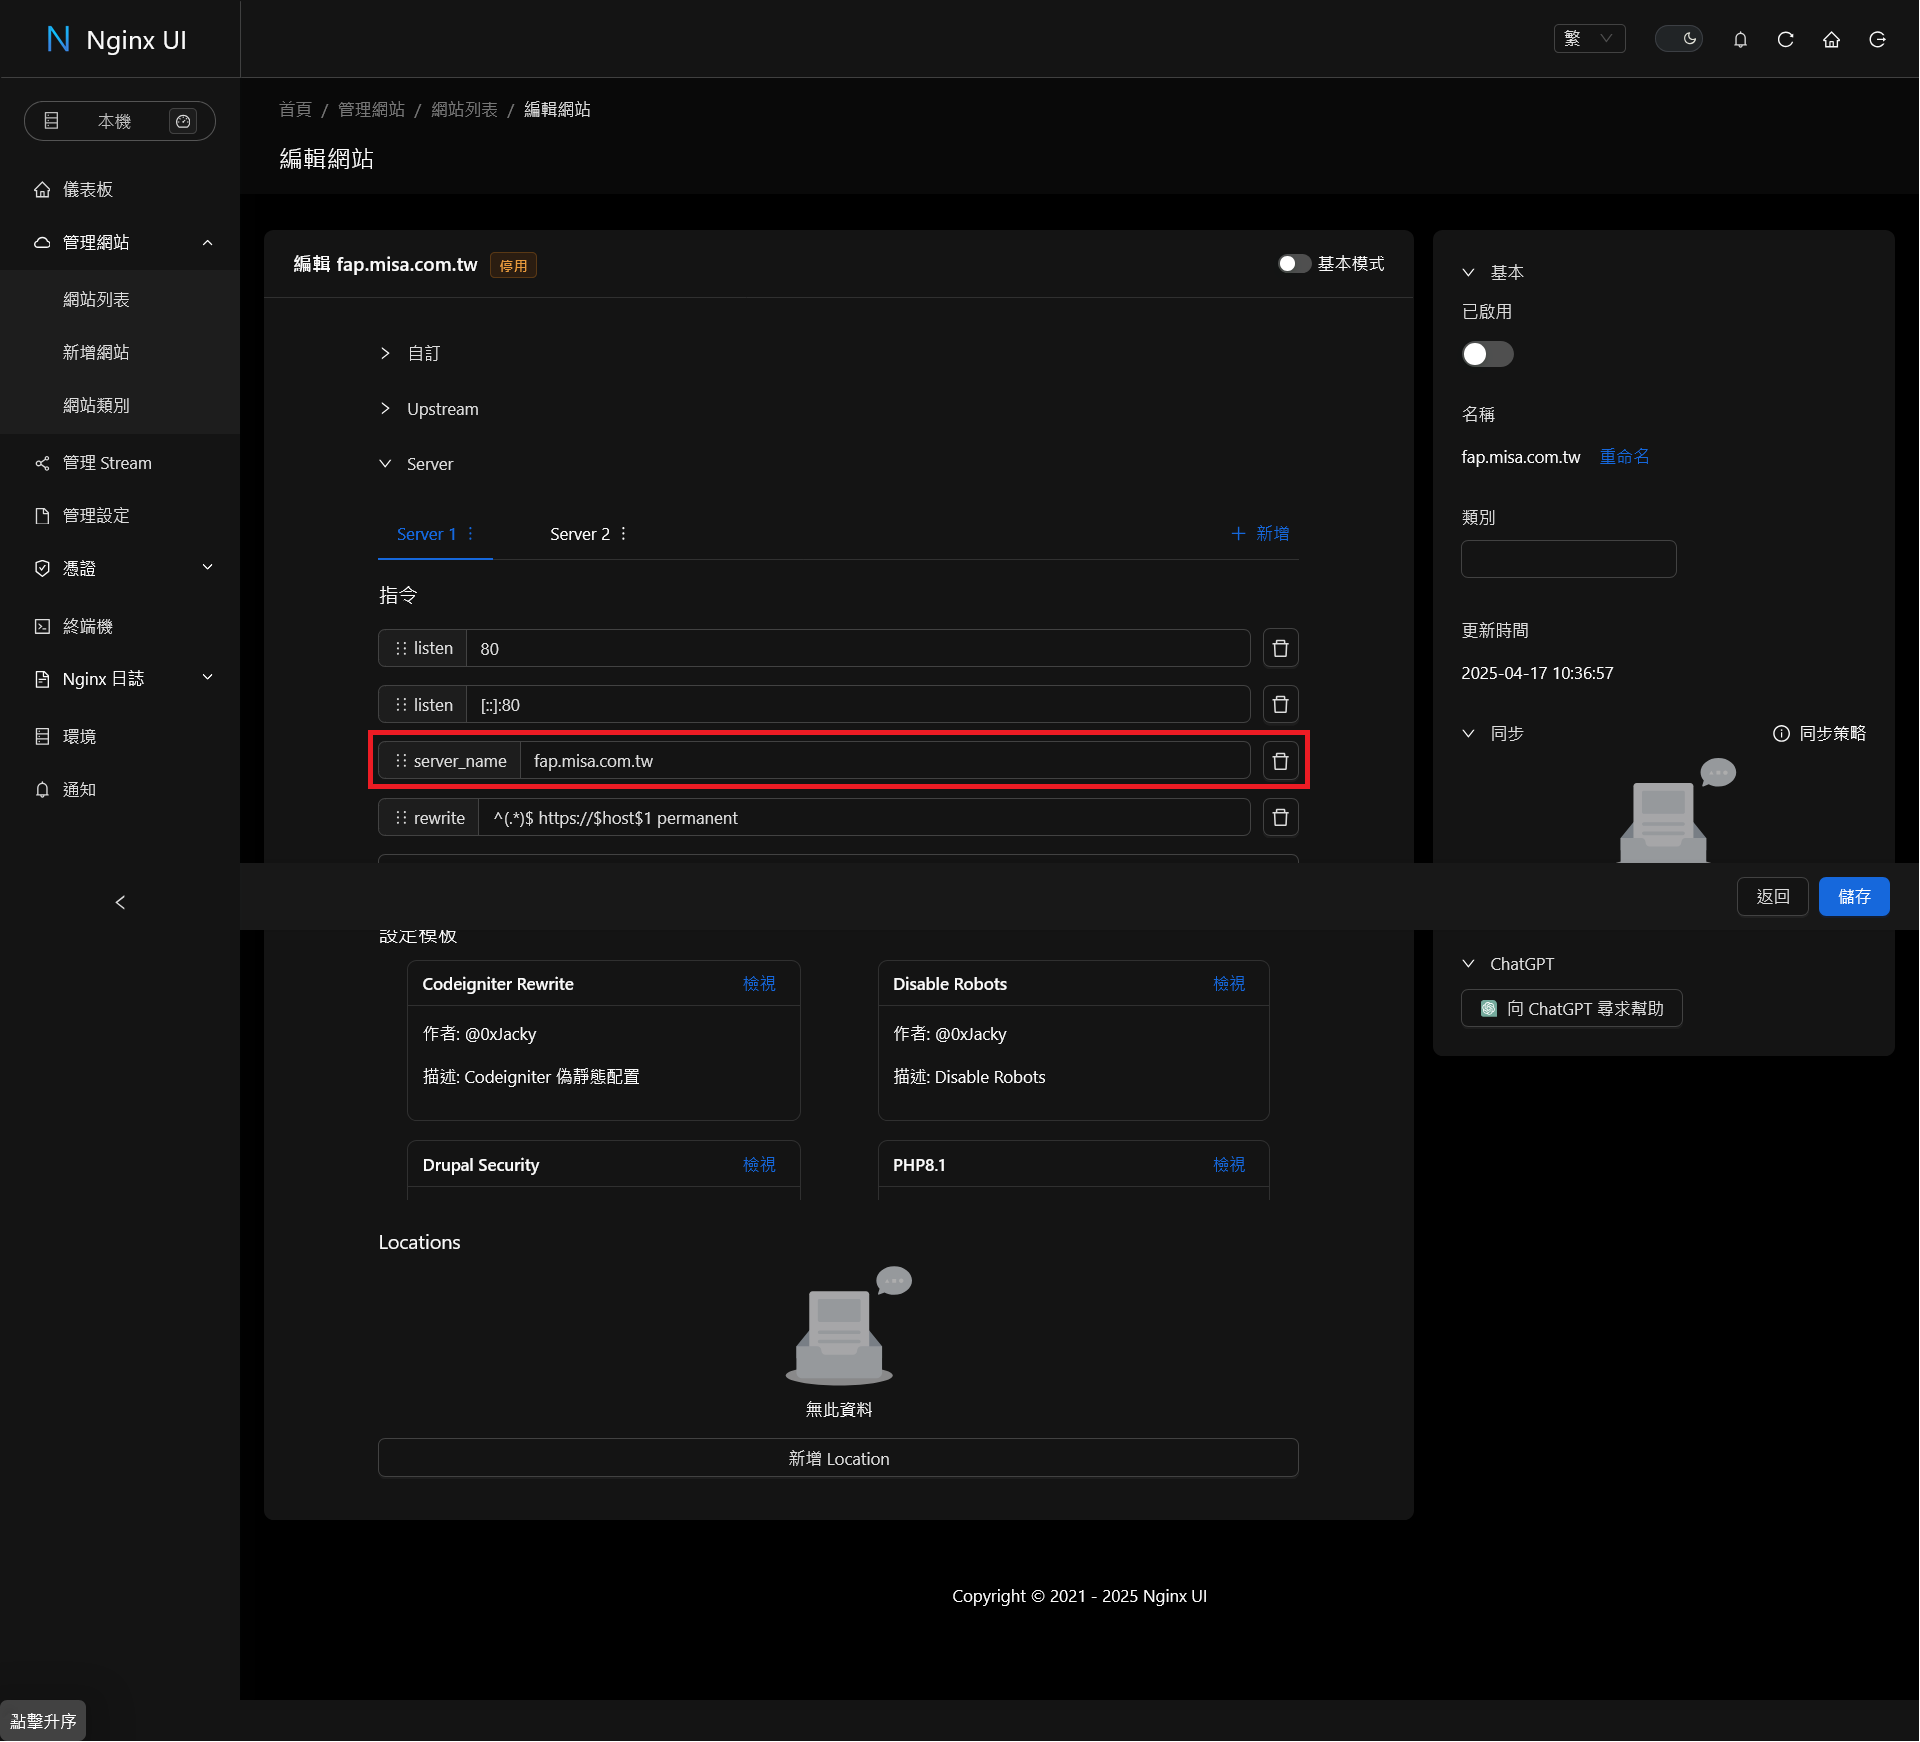 Nginx UI
繁
本機
儀表板
管理網站
網站列表
新增網站
網站類別
管理 Stream
管理設定
憑證
終端機
Nginx 日誌
環境
通知
首頁 / 管理網站 / 網站列表 / 編輯網站
編輯網站
編輯 fap.misa.com.tw 停用
基本模式
自訂
Upstream
Server
Server 1
Server 2
新增
指令
listen 80
listen [::]:80
server_name fap.misa.com.tw
rewrite ^(.*)$ https://$host$1 permanent
設定模板
Codeigniter Rewrite 檢視
作者: @0xJacky
描述: Codeigniter 偽靜態配置
Disable Robots 檢視
作者: @0xJacky
描述: Disable Robots
Drupal Security 檢視
PHP8.1 檢視
Locations
無此資料
新增 Location
基本
已啟用
名稱
fap.misa.com.tw 重命名
類別
更新時間
2025-04-17 10:36:57
同步
同步策略
返回
儲存
ChatGPT
向 ChatGPT 尋求幫助
Copyright © 2021 - 2025 Nginx UI
點擊升序